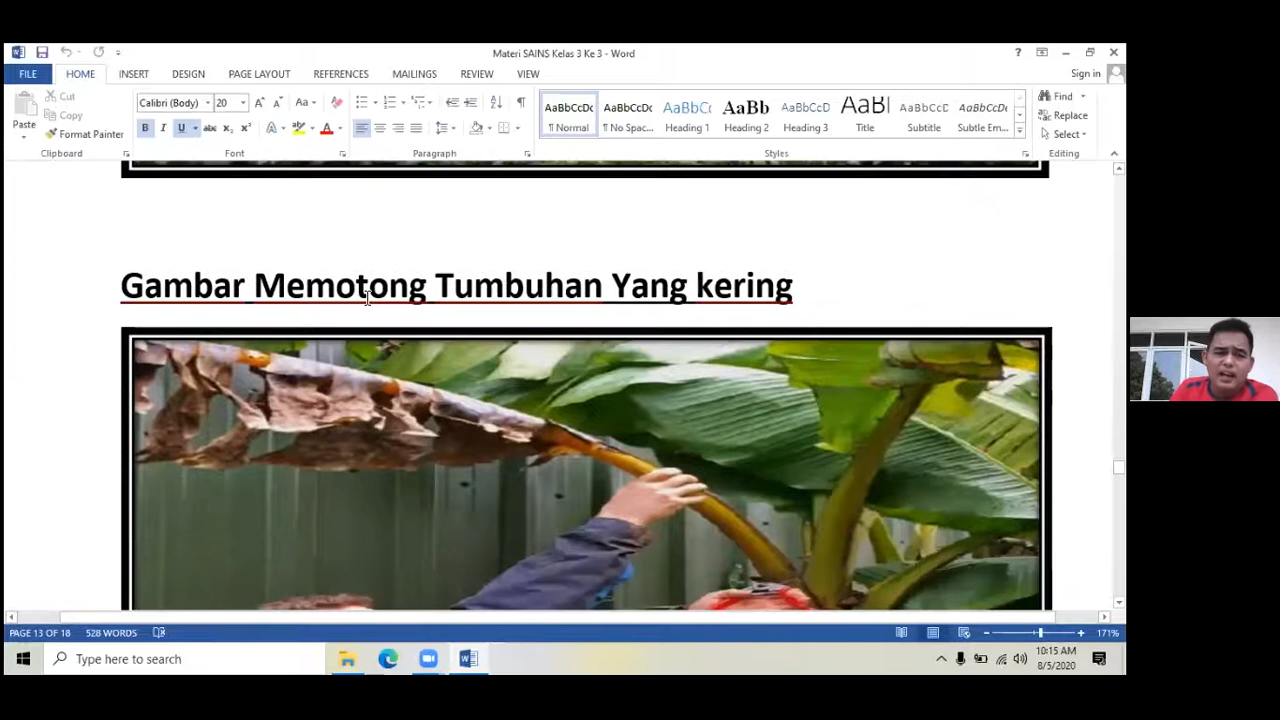 Materi SAINS Kelas 3 Ke 3 - Word
FILE HOME INSERT DESIGN PAGE LAYOUT REFERENCES MAILINGS REVIEW VIEW Sign in
Paste
Cut
Copy
Format Painter
Clipboard
Calibri (Body) 20
Font
Paragraph
AaBbCcDc AaBbCcDc AaBbCc AaBb AaBbCcD AaB AaBbCcD AaBbCcDc
¶ Normal ¶ No Spac... Heading 1 Heading 2 Heading 3 Title Subtitle Subtle Em...
Styles
Find
Replace
Select
Editing
Gambar Memotong Tumbuhan Yang kering
PAGE 13 OF 18 528 WORDS 171%
Type here to search
10:15 AM
8/5/2020